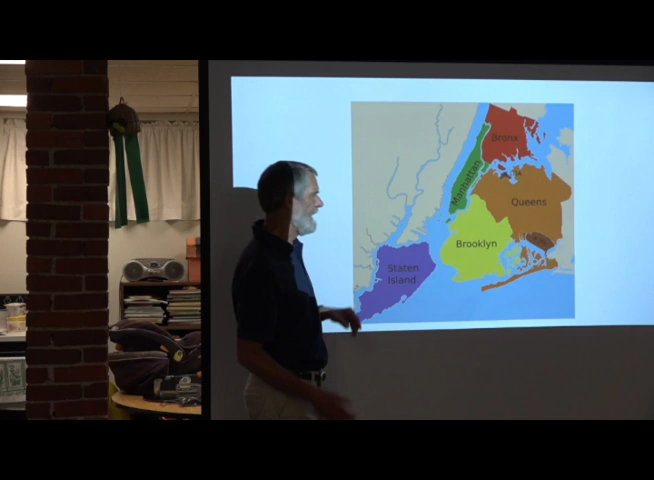 Bronx
Manhattan
Queens
Brooklyn
Staten
Island